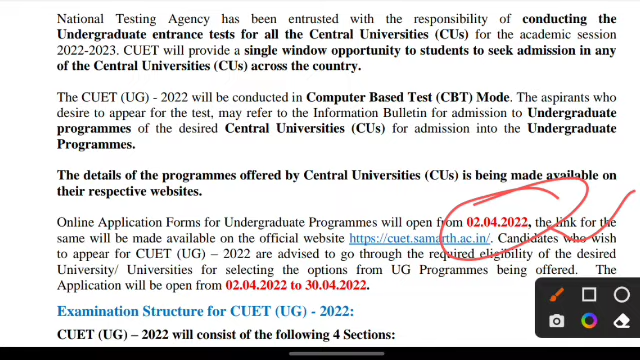 National Testing Agency has been entrusted with the responsibility of conducting the
Undergraduate entrance tests for all the Central Universities (CUs) for the academic session
2022-2023. CUET will provide a single window opportunity to students to seek admission in any
of the Central Universities (CUs) across the country.
The CUET (UG) - 2022 will be conducted in Computer Based Test (CBT) Mode. The aspirants who
desire to appear for the test, may refer to the Information Bulletin for admission to Undergraduate
programmes of the desired Central Universities (CUs) for admission into the Undergraduate
Programmes.
The details of the programmes offered by Central Universities (CUs) is being made available on
their respective websites.
Online Application Forms for Undergraduate Programmes will open from 02.04.2022, the link for the
same will be made available on the official website https://cuet.samarth.ac.in/. Candidates who wish
to appear for CUET (UG) – 2022 are advised to go through the required eligibility of the desired
University/ Universities for selecting the options from UG Programmes being offered. The
Application will be open from 02.04.2022 to 30.04.2022.
Examination Structure for CUET (UG) - 2022:
CUET (UG) – 2022 will consist of the following 4 Sections: